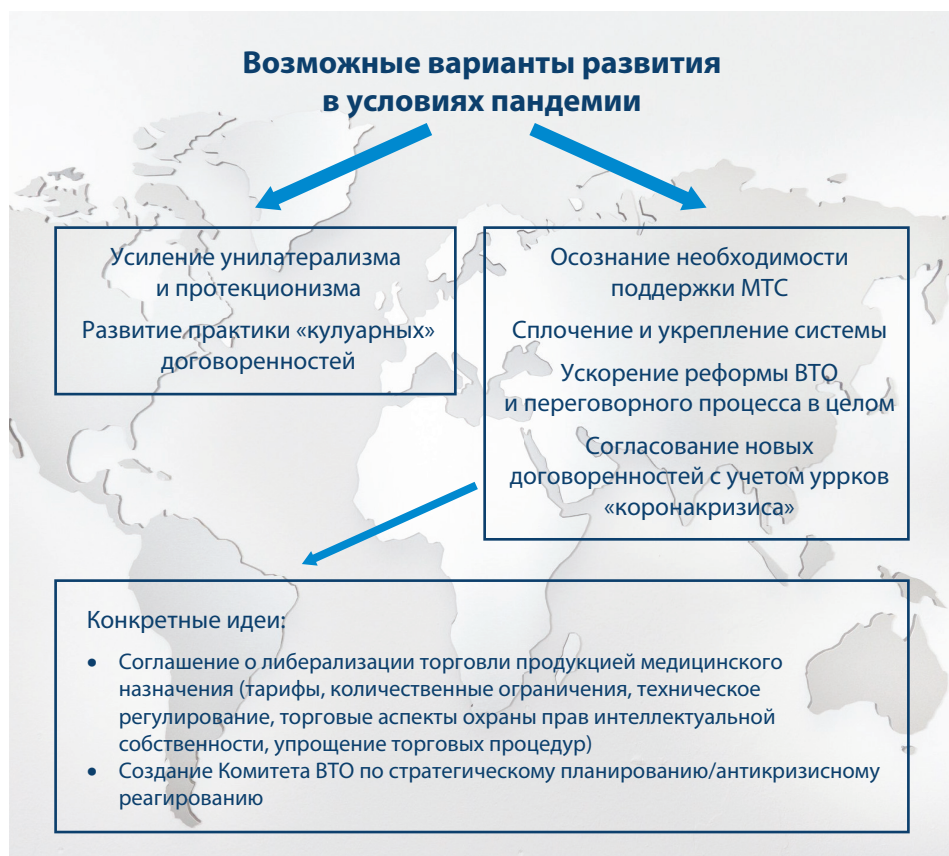 Возможные варианты развития
в условиях пандемии
Усиление унилатерализма
и протекционизма
Развитие практики «кулуарных»
договоренностей
Осознание необходимости
поддержки МТС
Сплочение и укрепление системы
Ускорение реформы ВТО
и переговорного процесса в целом
Согласование новых
договоренностей с учетом уррков
«коронакризиса»
Конкретные идеи:
• Соглашение о либерализации торговли продукцией медицинского
назначения (тарифы, количественные ограничения, техническое
регулирование, торговые аспекты охраны прав интеллектуальной
собственности, упрощение торговых процедур)
• Создание Комитета ВТО по стратегическому планированию/антикризисному
реагированию